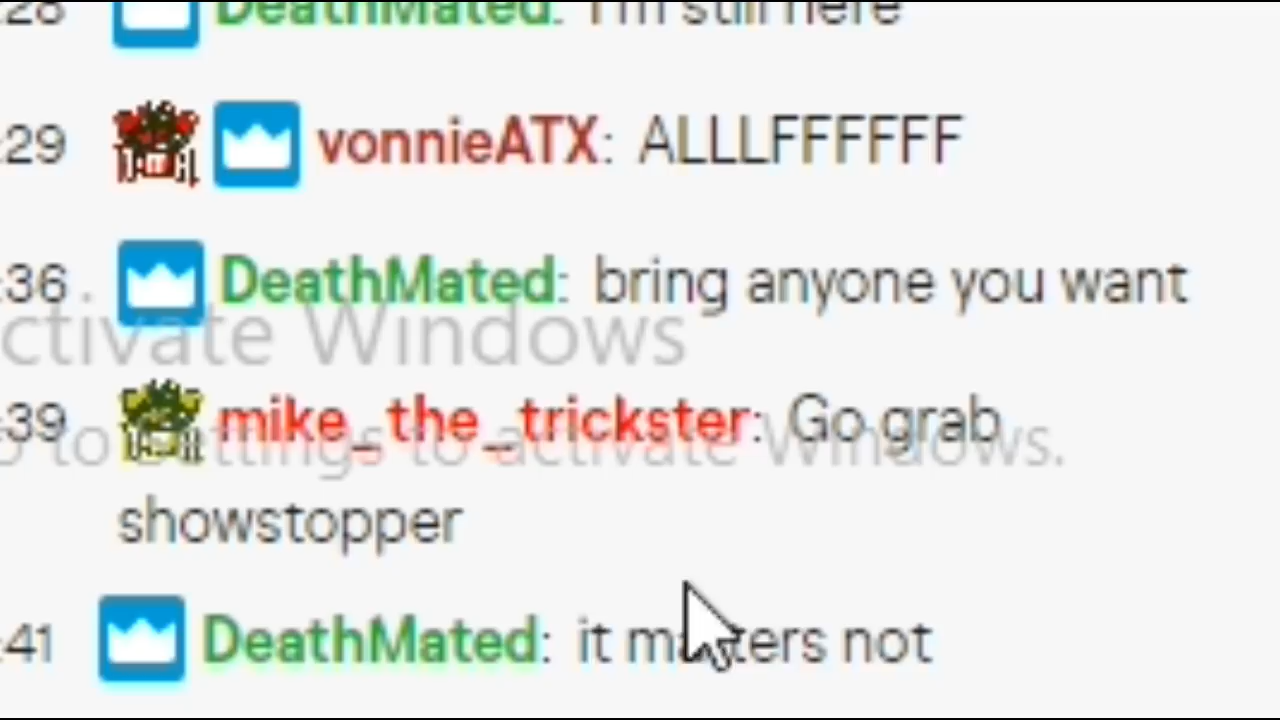 :28 DeathMated: I'm still here
:29 vonnieATX: ALLLFFFFFF
:36 DeathMated: bring anyone you want
ctivate Windows
:39 mike_the_trickster: Go grab
o to Settings to activate Windows.
showstopper
:41 DeathMated: it matters not